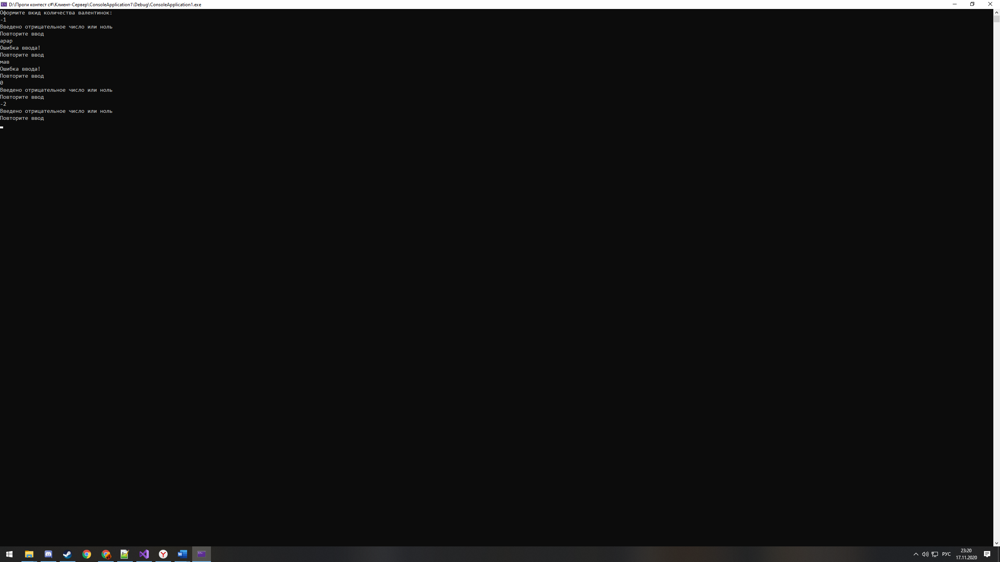 D:\Проги контест c#\Клиент-Сервер\ConsoleApplication1\Debug\ConsoleApplication1.exe
Оформите вкид количества валентинок:
-1
Введено отрицательное число или ноль
Повторите ввод
арар
Ошибка ввода!
Повторите ввод
мав
Ошибка ввода!
Повторите ввод
0
Введено отрицательное число или ноль
Повторите ввод
-2
Введено отрицательное число или ноль
Повторите ввод
РУС
23:20
17.11.2020